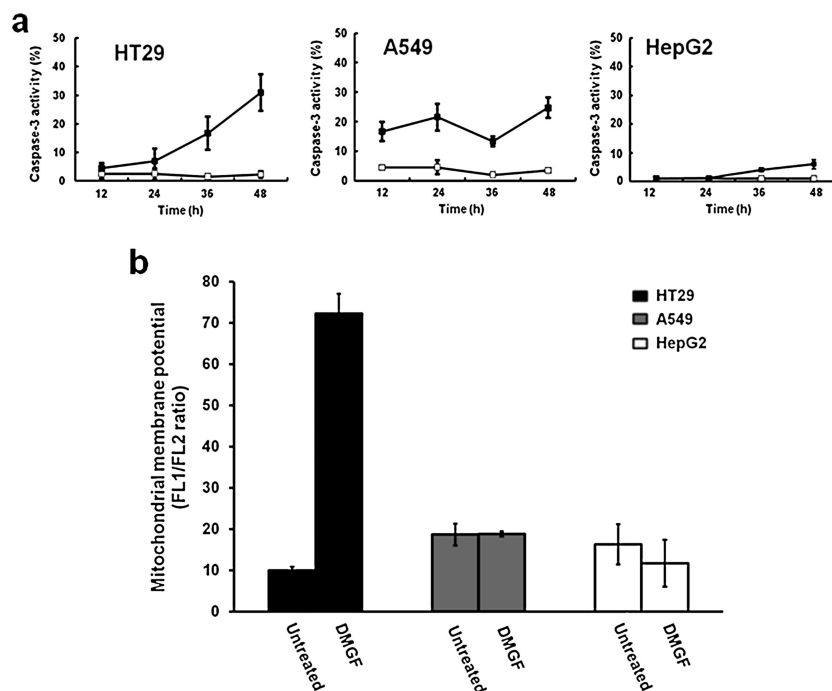 a
HT29
Caspase-3 activity (%)
50
40
30
20
10
0
12 24 36 48
Time (h)
A549
Caspase-3 activity (%)
50
40
30
20
10
0
12 24 36 48
Time (h)
HepG2
Caspase-3 activity (%)
50
40
30
20
10
0
12 24 36 48
Time (h)
b
Mitochondrial membrane potential
(FL1/FL2 ratio)
80
70
60
50
40
30
20
10
0
HT29
A549
HepG2
Untreated
DMGF
Untreated
DMGF
Untreated
DMGF